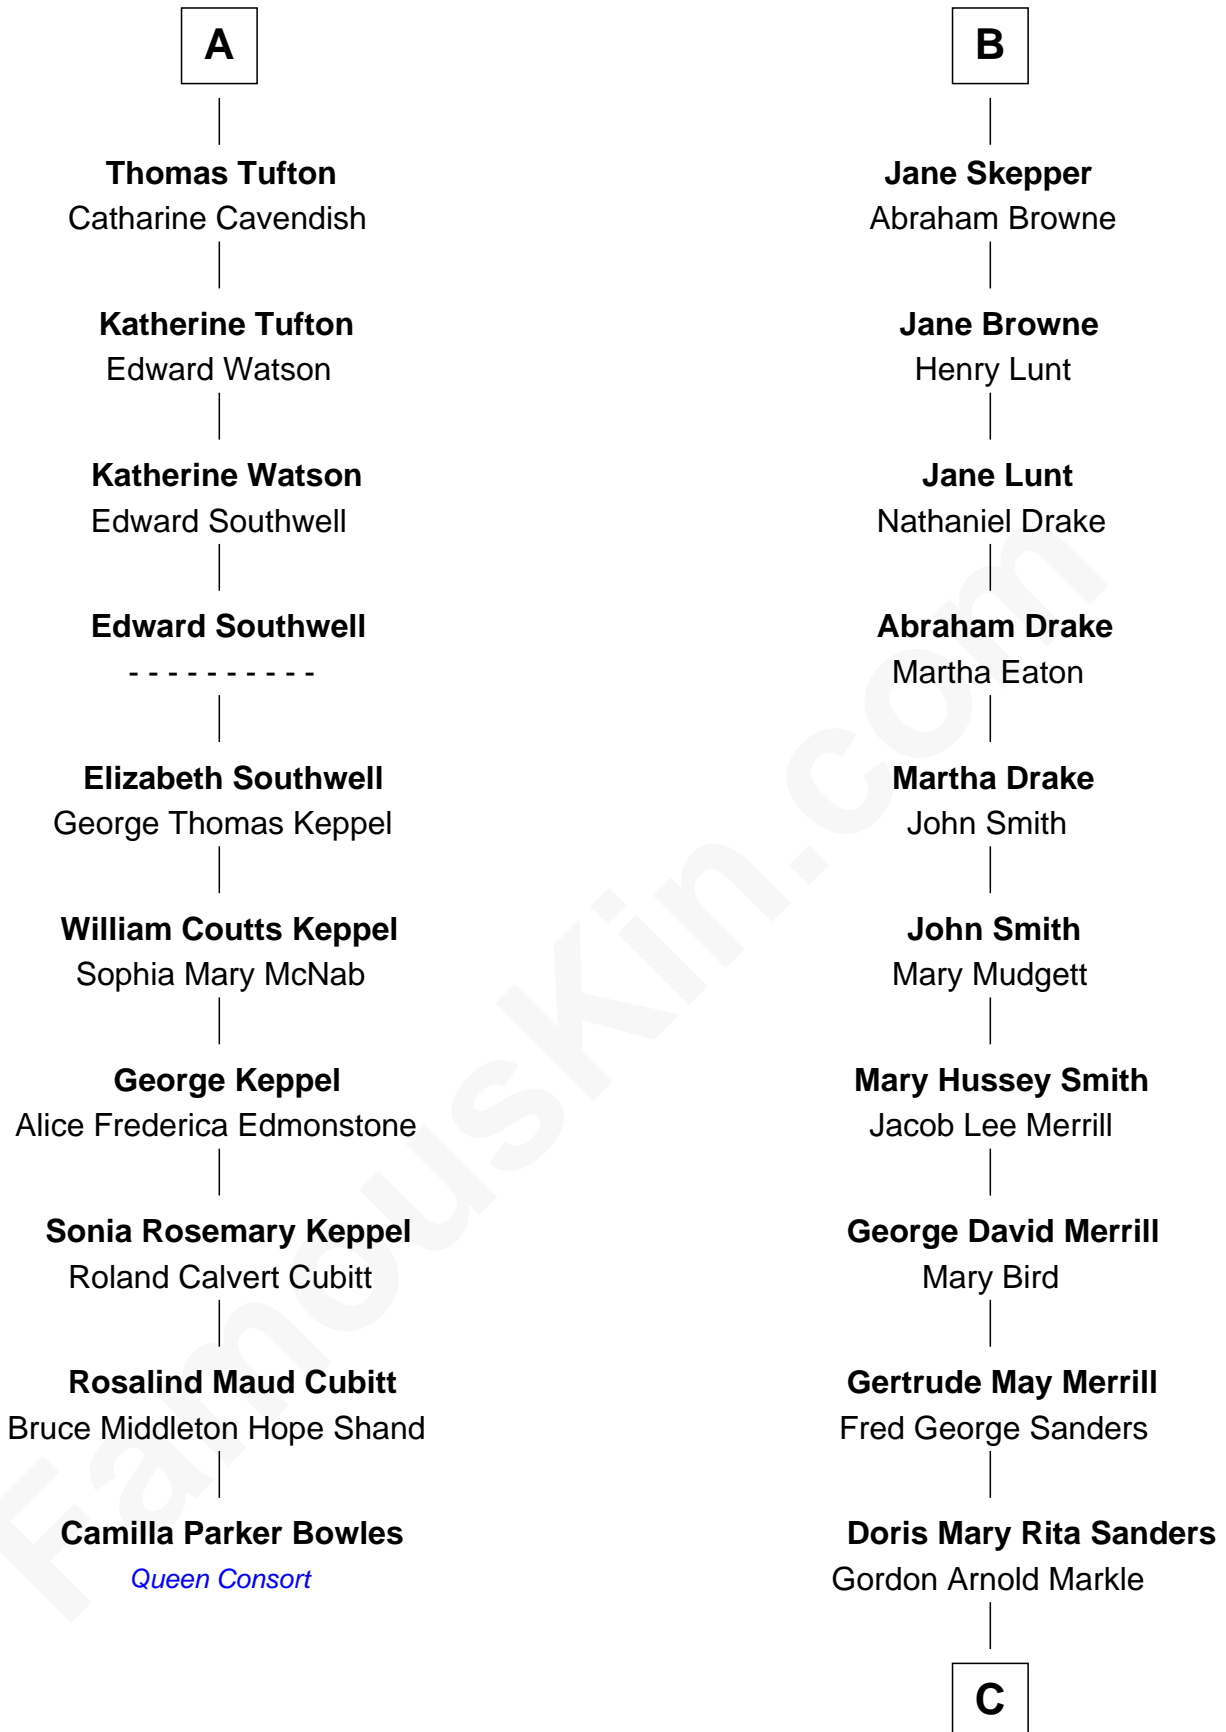 A
Thomas Tufton
Catharine Cavendish
Katherine Tufton
Edward Watson
Katherine Watson
Edward Southwell
Edward Southwell
- - - - - - - - - -
Elizabeth Southwell
George Thomas Keppel
William Coutts Keppel
Sophia Mary McNab
George Keppel
Alice Frederica Edmonstone
Sonia Rosemary Keppel
Roland Calvert Cubitt
Rosalind Maud Cubitt
Bruce Middleton Hope Shand
Camilla Parker Bowles
Queen Consort
B
Jane Skepper
Abraham Browne
Jane Browne
Henry Lunt
Jane Lunt
Nathaniel Drake
Abraham Drake
Martha Eaton
Martha Drake
John Smith
John Smith
Mary Mudgett
Mary Hussey Smith
Jacob Lee Merrill
George David Merrill
Mary Bird
Gertrude May Merrill
Fred George Sanders
Doris Mary Rita Sanders
Gordon Arnold Markle
C
FamousKin.com